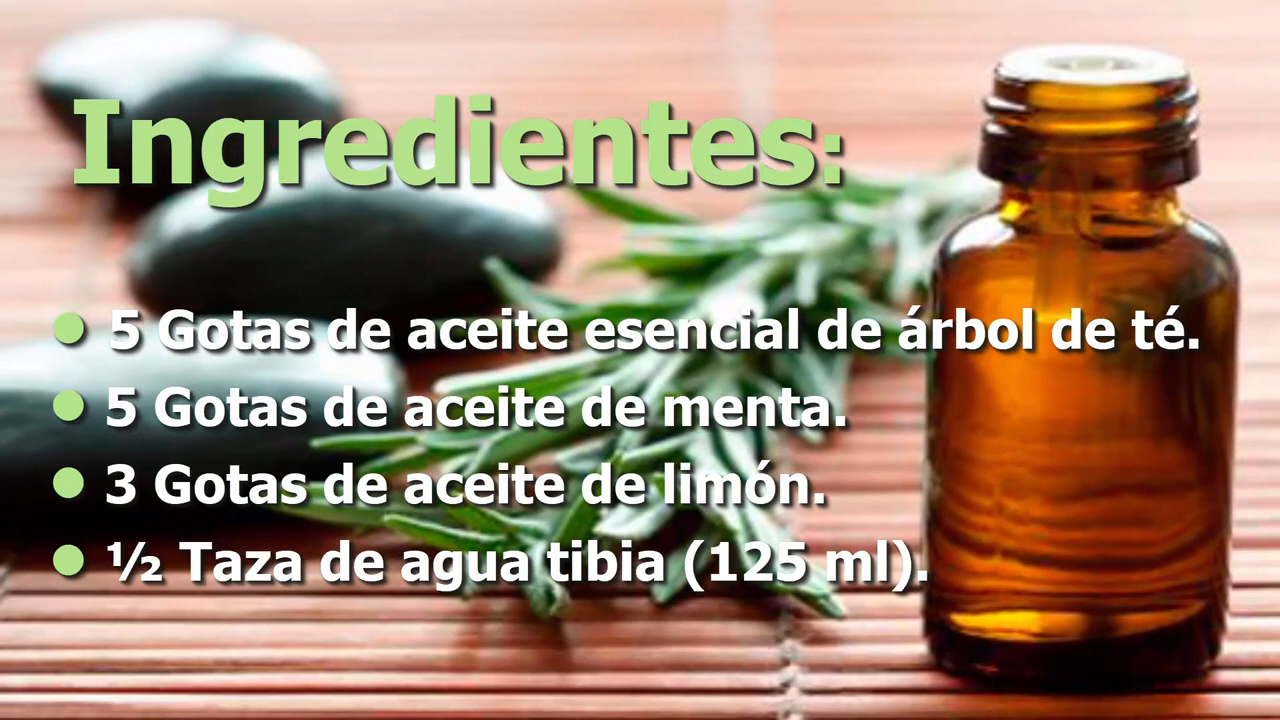 Ingredientes:
5 Gotas de aceite esencial de árbol de té.
5 Gotas de aceite de menta.
3 Gotas de aceite de limón.
½ Taza de agua tibia (125 ml).